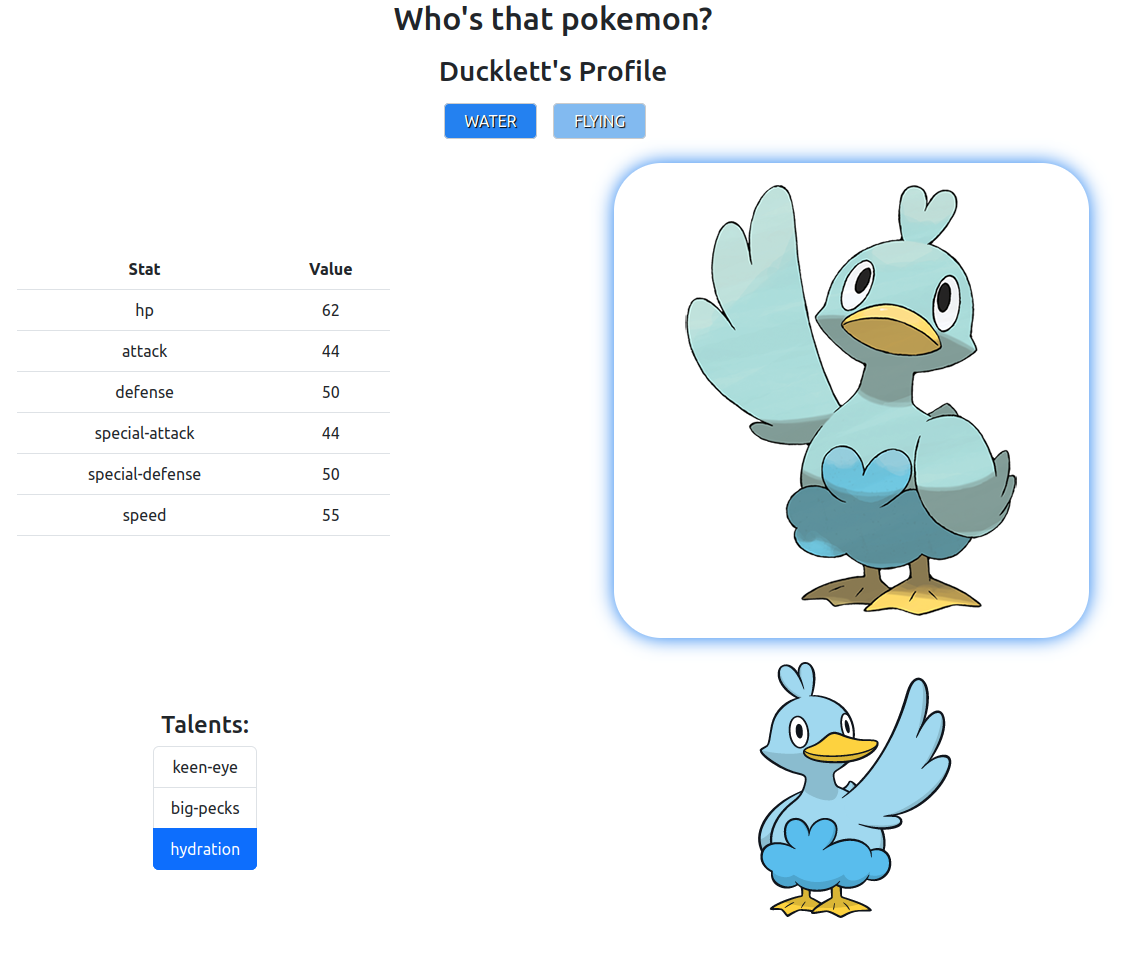 Who's that pokemon?
Ducklett's Profile
WATER FLYING
Stat Value
hp 62
attack 44
defense 50
special-attack 44
special-defense 50
speed 55
Talents:
keen-eye
big-pecks
hydration